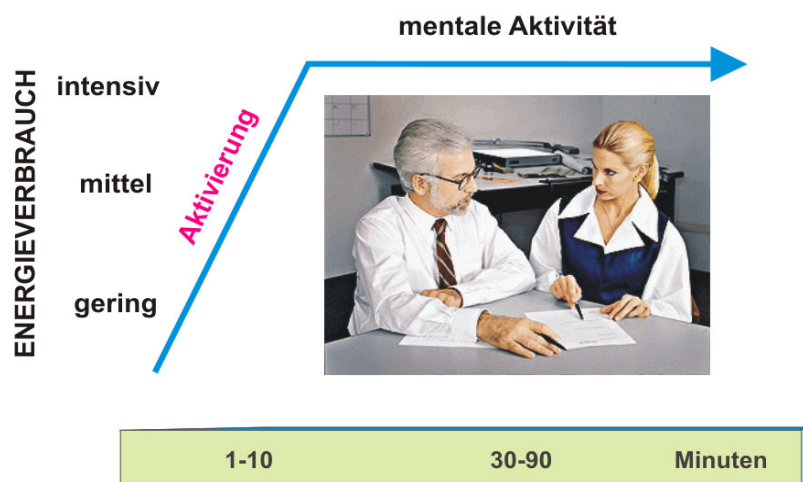 mentale Aktivität
ENERGIEVERBRAUCH
intensiv
mittel
gering
Aktivierung
1-10
30-90
Minuten